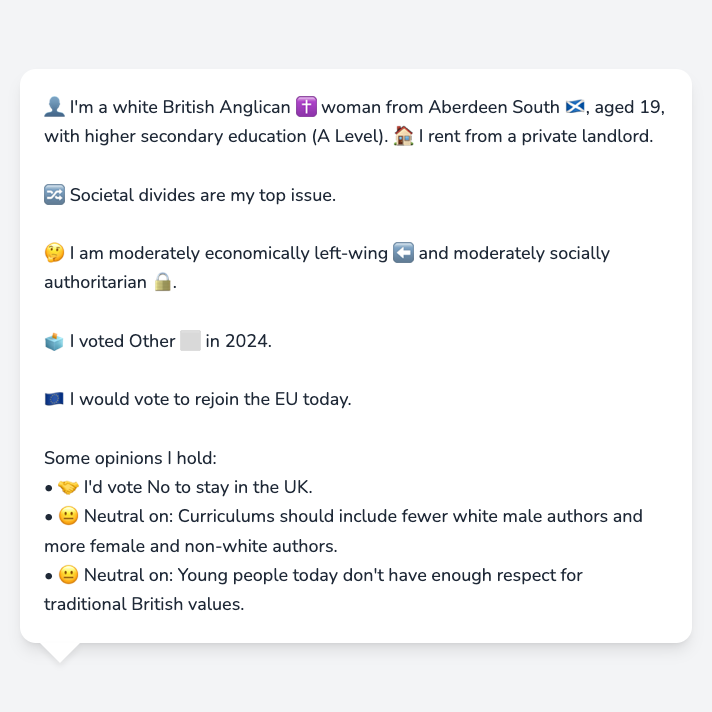 👤 I'm a white British Anglican ✝️ woman from Aberdeen South 🏴󠁧󠁢󠁳󠁣󠁴󠁿, aged 19,
with higher secondary education (A Level). 🏠 I rent from a private landlord.
🔀 Societal divides are my top issue.
🤔 I am moderately economically left-wing ⬅️ and moderately socially
authoritarian 🔒.
🗳️ I voted Other ⬜ in 2024.
🇪🇺 I would vote to rejoin the EU today.
Some opinions I hold:
• 🤝 I'd vote No to stay in the UK.
• 😐 Neutral on: Curriculums should include fewer white male authors and
more female and non-white authors.
• 😐 Neutral on: Young people today don't have enough respect for
traditional British values.